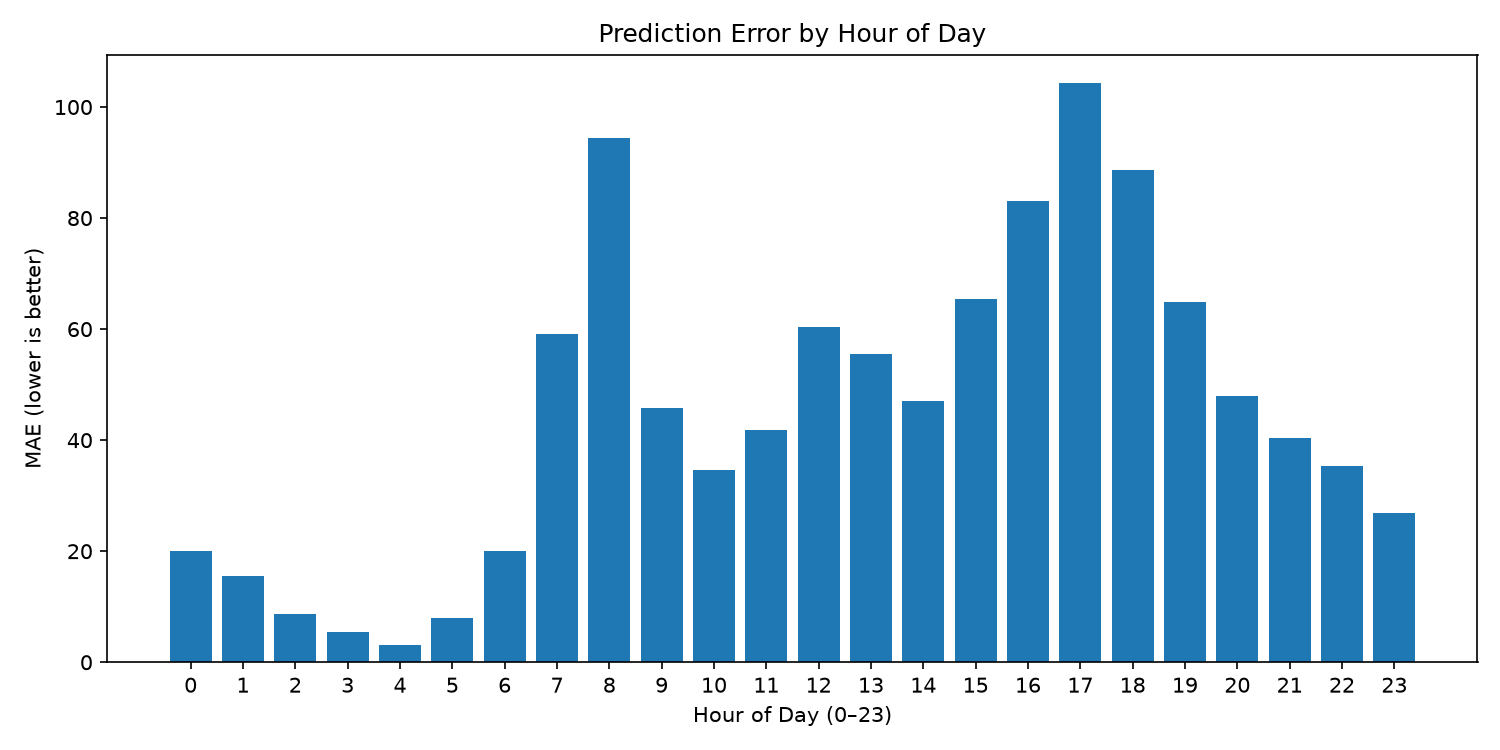 Prediction Error by Hour of Day
MAE (lower is better)
100
80
60
40
20
0
0 1 2 3 4 5 6 7 8 9 10 11 12 13 14 15 16 17 18 19 20 21 22 23
Hour of Day (0–23)